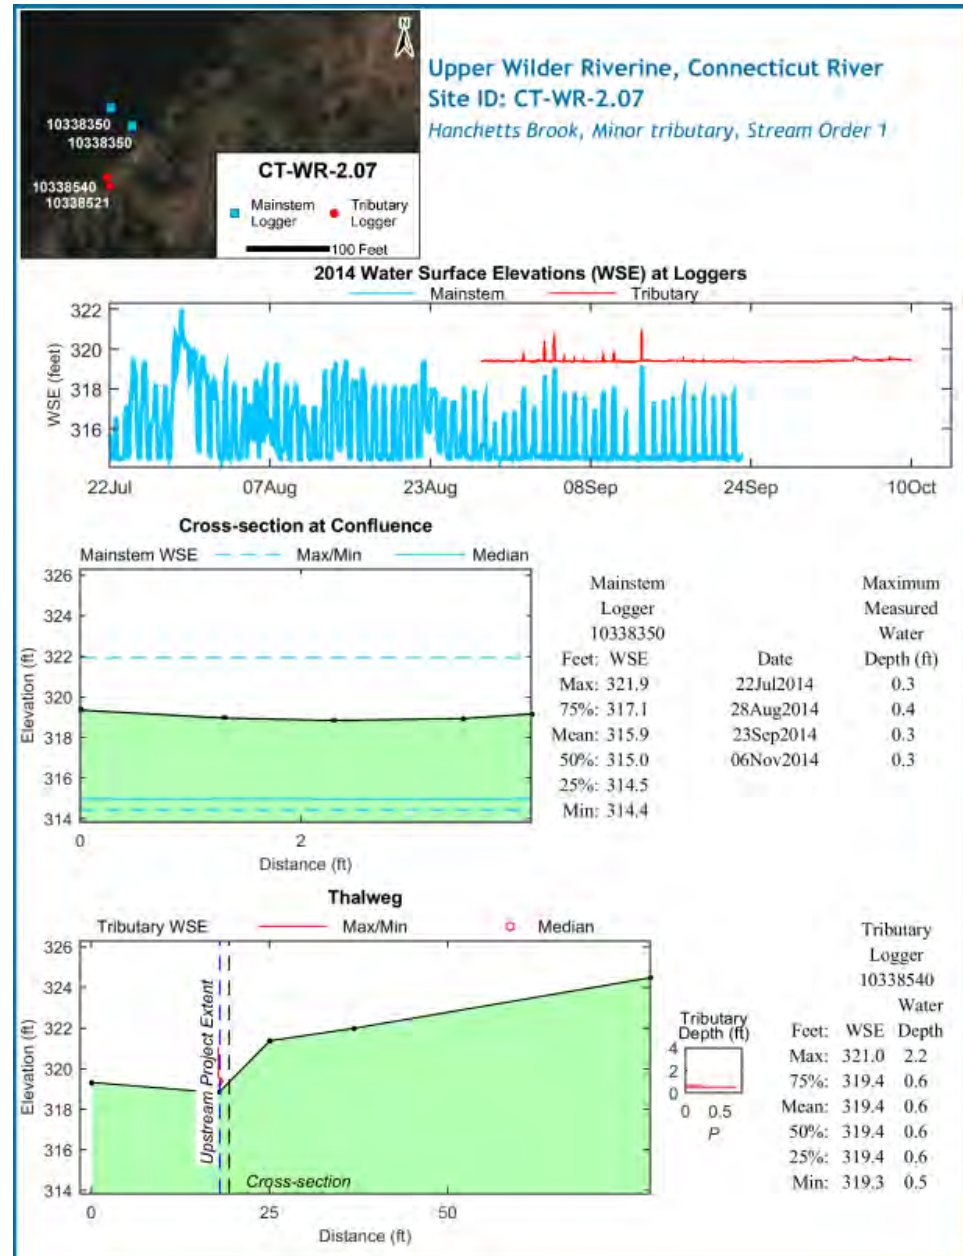 N
10338350
10338350
10338540
10338521
CT-WR-2.07
Mainstem Logger
Tributary Logger
100 Feet
Upper Wilder Riverine, Connecticut River
Site ID: CT-WR-2.07
Hanchetts Brook, Minor tributary, Stream Order 1
2014 Water Surface Elevations (WSE) at Loggers
Mainstem Tributary
WSE (feet)
322
320
318
316
22Jul 07Aug 23Aug 08Sep 24Sep 10Oct
Cross-section at Confluence
Mainstem WSE Max/Min Median
Elevation (ft)
326
324
322
320
318
316
314
0 2
Distance (ft)
Mainstem
Logger
10338350
Feet: WSE
Max: 321.9
75%: 317.1
Mean: 315.9
50%: 315.0
25%: 314.5
Min: 314.4
Maximum
Measured
Water
Date Depth (ft)
22Jul2014 0.3
28Aug2014 0.4
23Sep2014 0.3
06Nov2014 0.3
Thalweg
Tributary WSE Max/Min Median
Elevation (ft)
326
324
322
320
318
316
314
Upstream Project Extent
Cross-section
0 25 50
Distance (ft)
Tributary
Depth (ft)
4
2
0
0 0.5
P
Tributary
Logger
10338540
Water
Feet: WSE Depth
Max: 321.0 2.2
75%: 319.4 0.6
Mean: 319.4 0.6
50%: 319.4 0.6
25%: 319.4 0.6
Min: 319.3 0.5